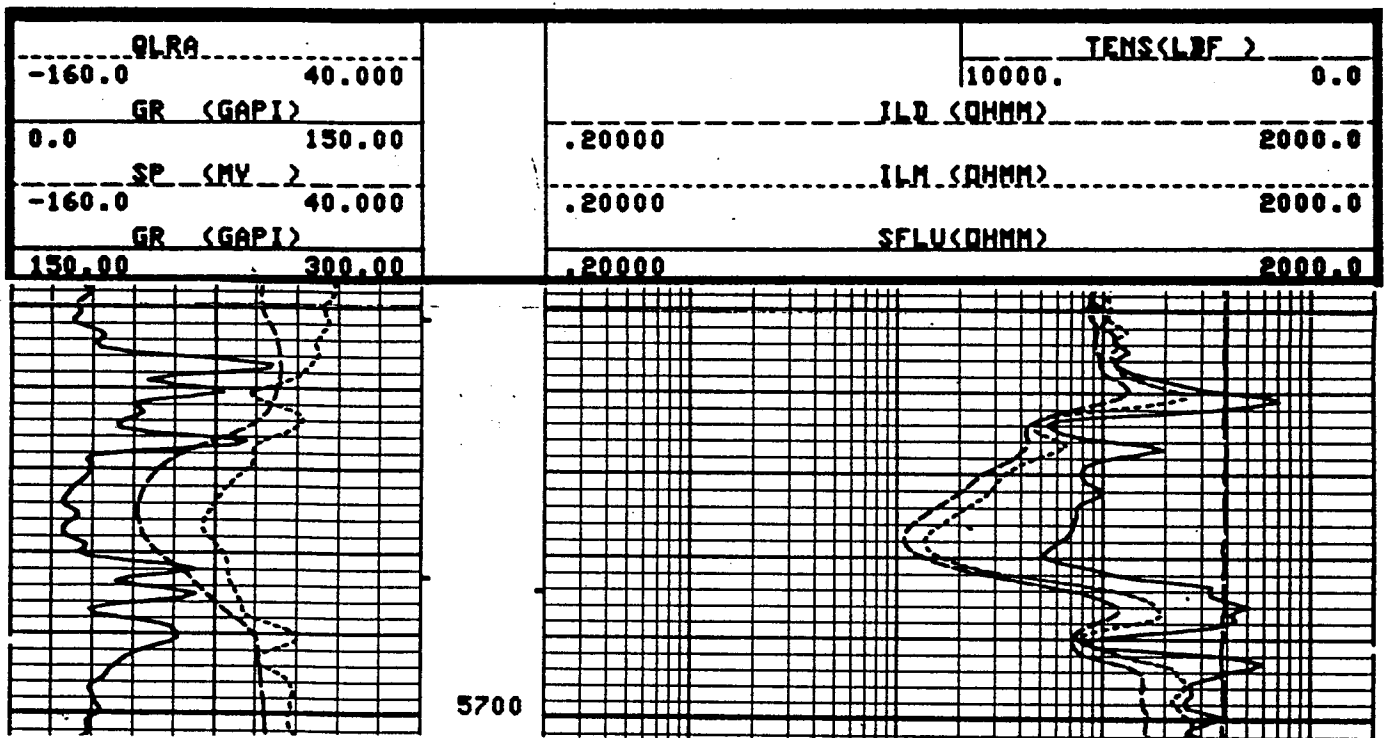 QLRA
-160.0 40.000
GR (GAPI)
0.0 150.00
SP (MV )
-160.0 40.000
GR (GAPI)
150.00 300.00
TENS(LBF )
10000. 0.0
ILD (OHMM)
.20000 2000.0
ILM (OHMM)
.20000 2000.0
SFLU(OHMM)
.20000 2000.0
5700